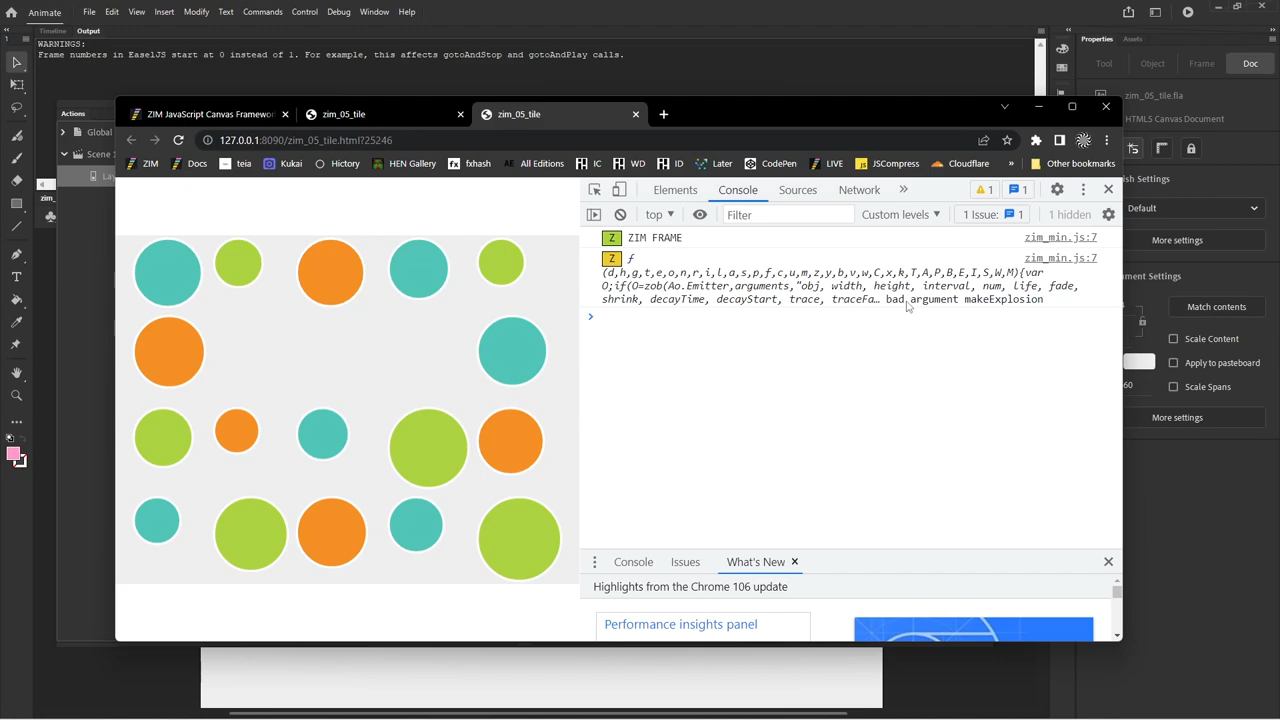 Animate File Edit View Insert Modify Text Commands Control Debug Window Help
Timeline Output
Properties Assets
WARNINGS:
Frame numbers in EaselJS start at 0 instead of 1. For example, this affects gotoAndStop and gotoAndPlay calls.
Tool Object Frame Doc
zim_05_tile.fla
HTML5 Canvas Document
Actions
Global
Scene 1
ZIM JavaScript Canvas Framewor
zim_05_tile
zim_05_tile
127.0.0.1:8090/zim_05_tile.html?225246
ZIM Docs teia Kukai Hictory HEN Gallery fxhash All Editions IC WD ID Later CodePen LIVE JSCompress Cloudflare » Other bookmarks
Elements Console Sources Network » 1 1
top Filter Custom levels 1 Issue: 1 1 hidden
Z ZIM FRAME zim_min.js:7
Z ƒ zim_min.js:7
(d,h,g,t,e,o,n,r,i,l,a,s,p,f,c,u,m,z,y,b,v,w,C,x,k,T,A,P,B,E,I,S,W,M){var
O;if(O=zob(Ao.Emitter,arguments,"obj, width, height, interval, num, life, fade,
shrink, decayTime, decayStart, trace, traceFa… bad argument makeExplosion
Console Issues What's New
Highlights from the Chrome 106 update
Performance insights panel
Default
More settings
Match contents
Scale Content
Apply to pasteboard
60
Scale Spans
More settings